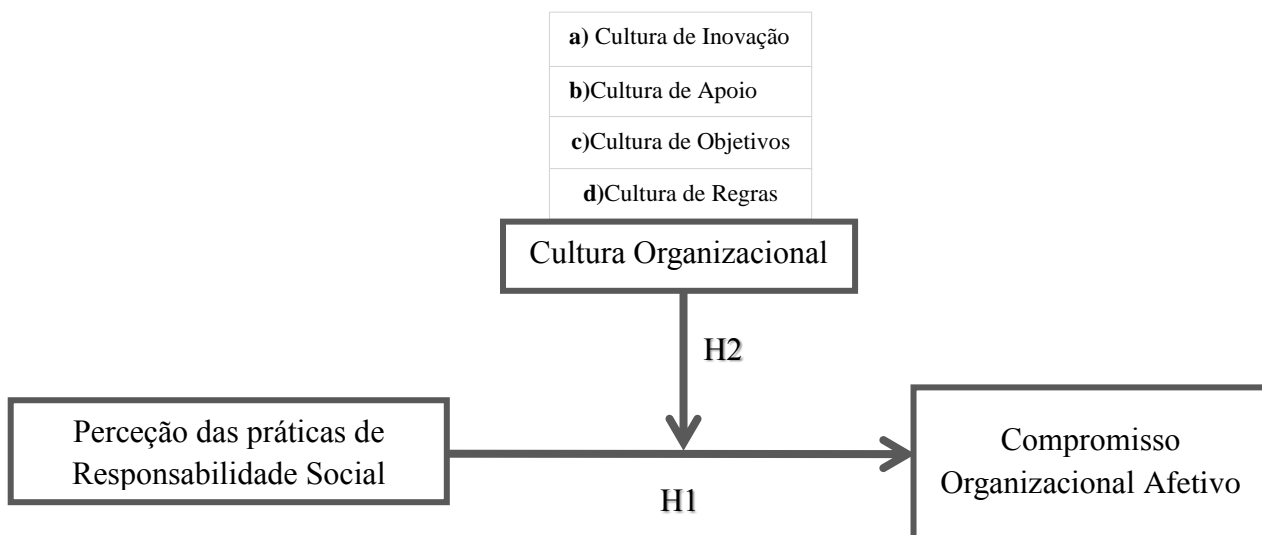 a) Cultura de Inovação
b)Cultura de Apoio
c)Cultura de Objetivos
d)Cultura de Regras
Cultura Organizacional
H2
Perceção das práticas de
Responsabilidade Social
H1
Compromisso
Organizacional Afetivo